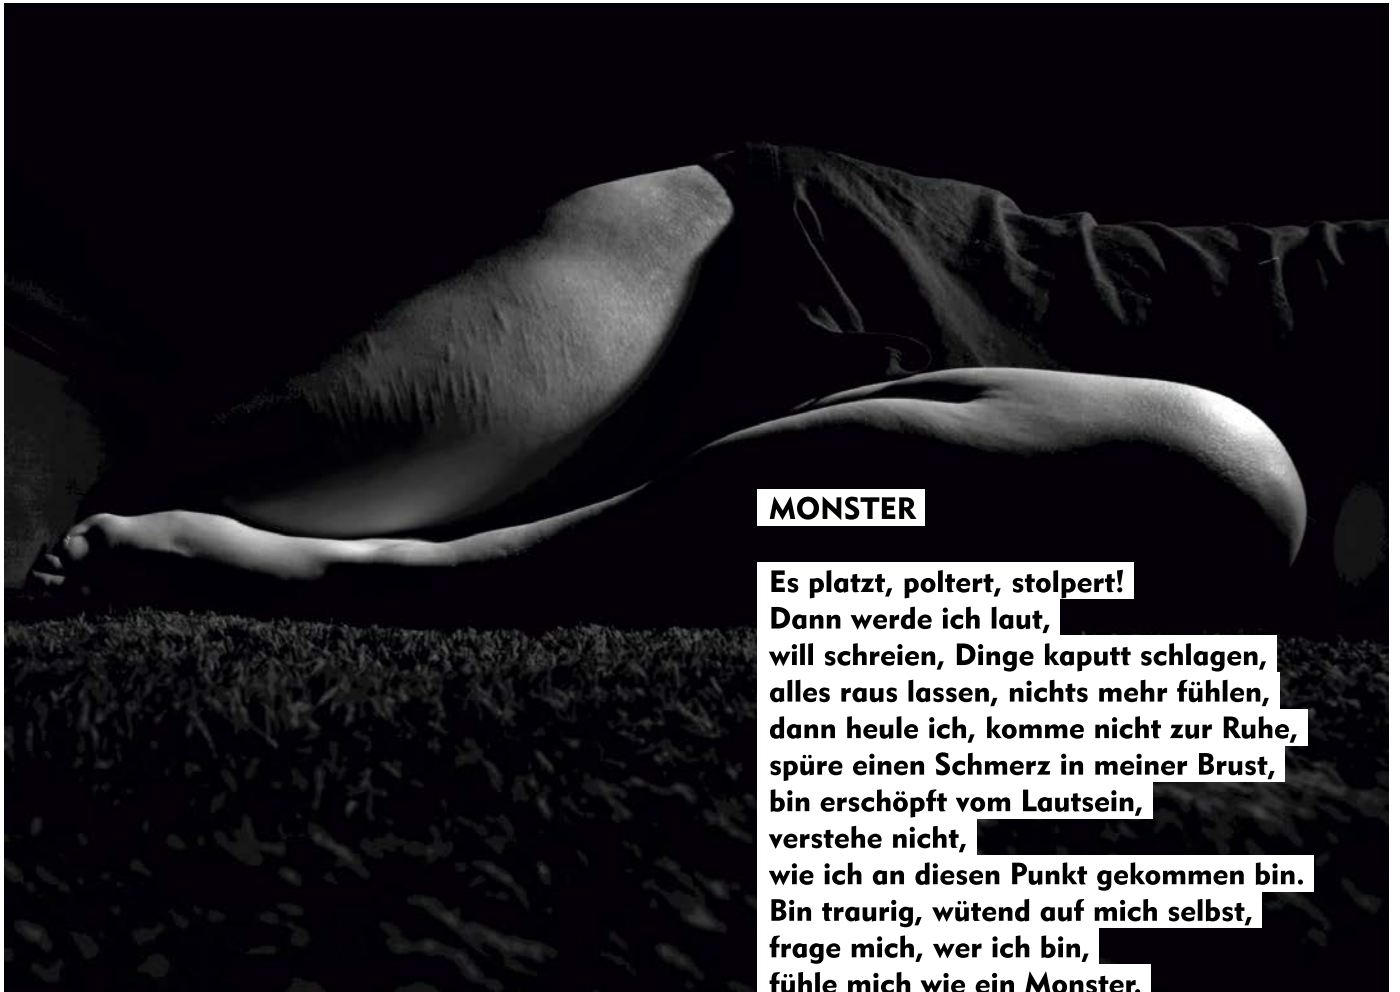 MONSTER
Es platzt, poltert, stolpert!
Dann werde ich laut,
will schreien, Dinge kaputt schlagen,
alles raus lassen, nichts mehr fühlen,
dann heule ich, komme nicht zur Ruhe,
spüre einen Schmerz in meiner Brust,
bin erschöpft vom Lautsein,
verstehe nicht,
wie ich an diesen Punkt gekommen bin.
Bin traurig, wütend auf mich selbst,
frage mich, wer ich bin,
fühle mich wie ein Monster.